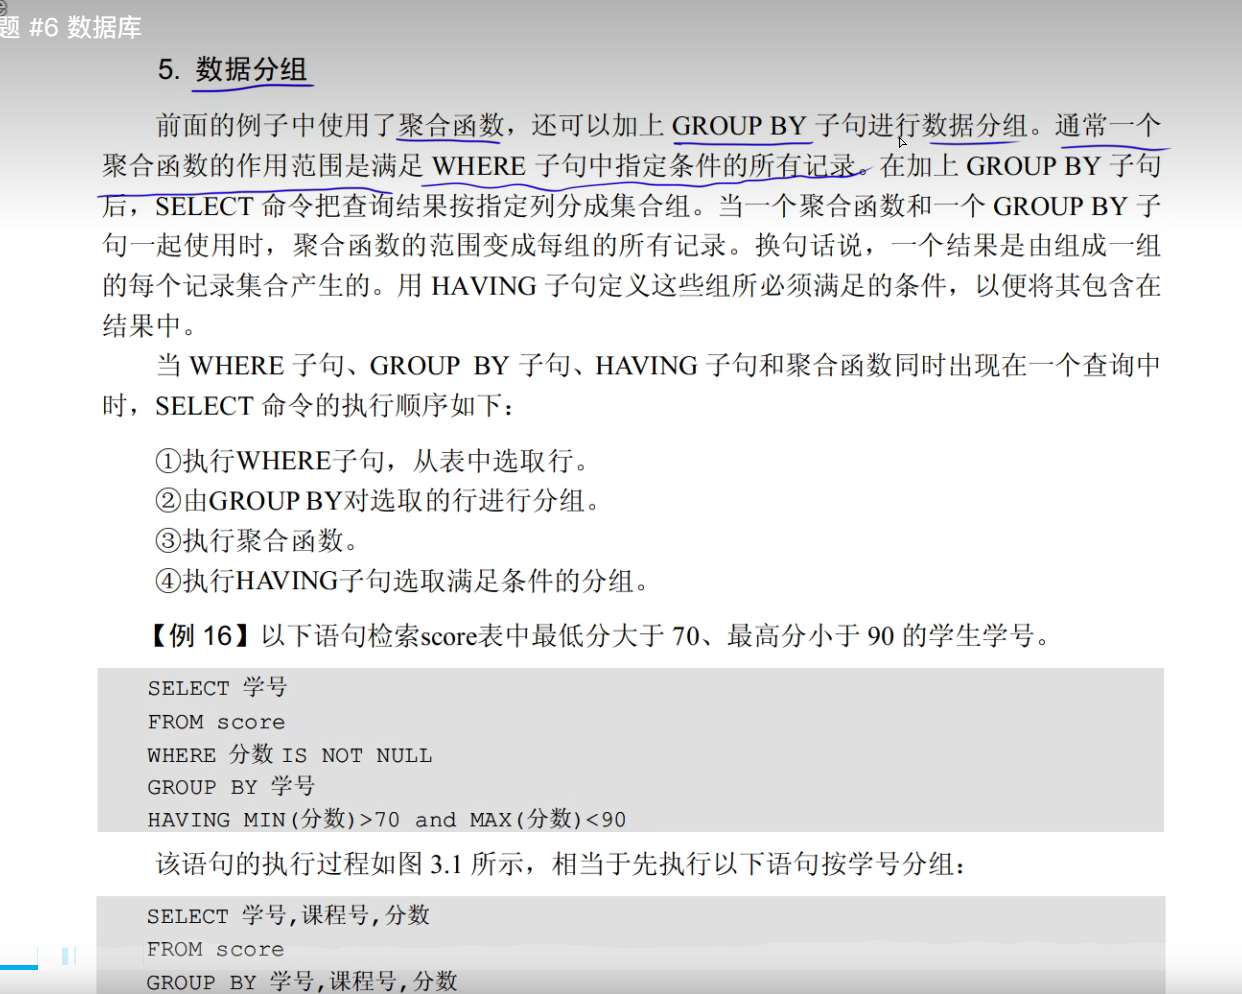 题 #6 数据库
5. 数据分组
前面的例子中使用了聚合函数，还可以加上 GROUP BY 子句进行数据分组。通常一个
聚合函数的作用范围是满足 WHERE 子句中指定条件的所有记录。在加上 GROUP BY 子句
后，SELECT 命令把查询结果按指定列分成集合组。当一个聚合函数和一个 GROUP BY 子
句一起使用时，聚合函数的范围变成每组的所有记录。换句话说，一个结果是由组成一组
的每个记录集合产生的。用 HAVING 子句定义这些组所必须满足的条件，以便将其包含在
结果中。
当 WHERE 子句、GROUP BY 子句、HAVING 子句和聚合函数同时出现在一个查询中
时，SELECT 命令的执行顺序如下：
①执行WHERE子句，从表中选取行。
②由GROUP BY对选取的行进行分组。
③执行聚合函数。
④执行HAVING子句选取满足条件的分组。
【例 16】以下语句检索score表中最低分大于 70、最高分小于 90 的学生学号。
SELECT 学号
FROM score
WHERE 分数 IS NOT NULL
GROUP BY 学号
HAVING MIN(分数)>70 and MAX(分数)<90
该语句的执行过程如图 3.1 所示，相当于先执行以下语句按学号分组：
SELECT 学号,课程号,分数
FROM score
GROUP BY 学号,课程号,分数